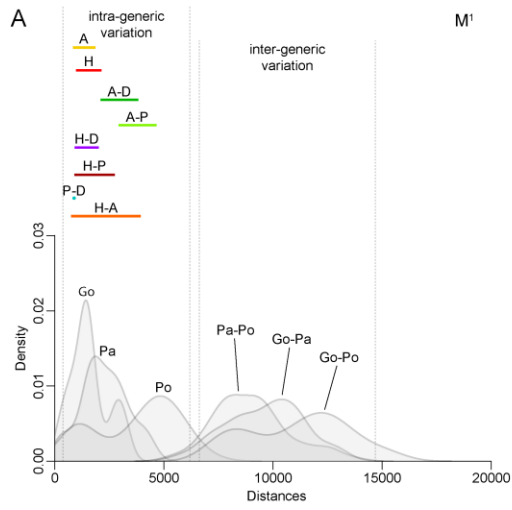 A
intra-generic
variation
M¹
inter-generic
variation
A
H
A-D
A-P
H-D
H-P
P-D
H-A
0.03
0.02
0.01
0.00
Density
Go
Pa
Po
Pa-Po
Go-Pa
Go-Po
0
5000
10000
15000
20000
Distances